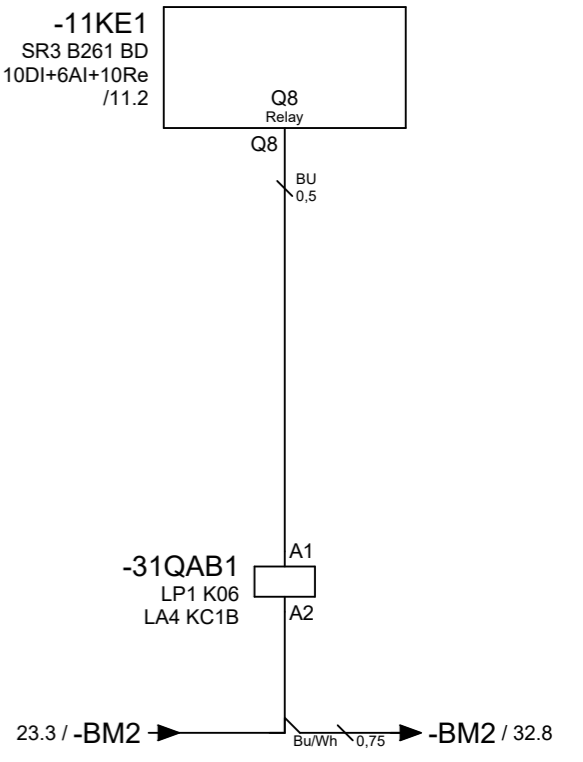 -11KE1
SR3 B261 BD
10DI+6AI+10Re
/11.2
Q8
Relay
Q8
BU
0,5
A1
-31QAB1
LP1 K06
LA4 KC1B
A2
23.3 / -BM2
Bu/Wh 0,75
-BM2 / 32.8